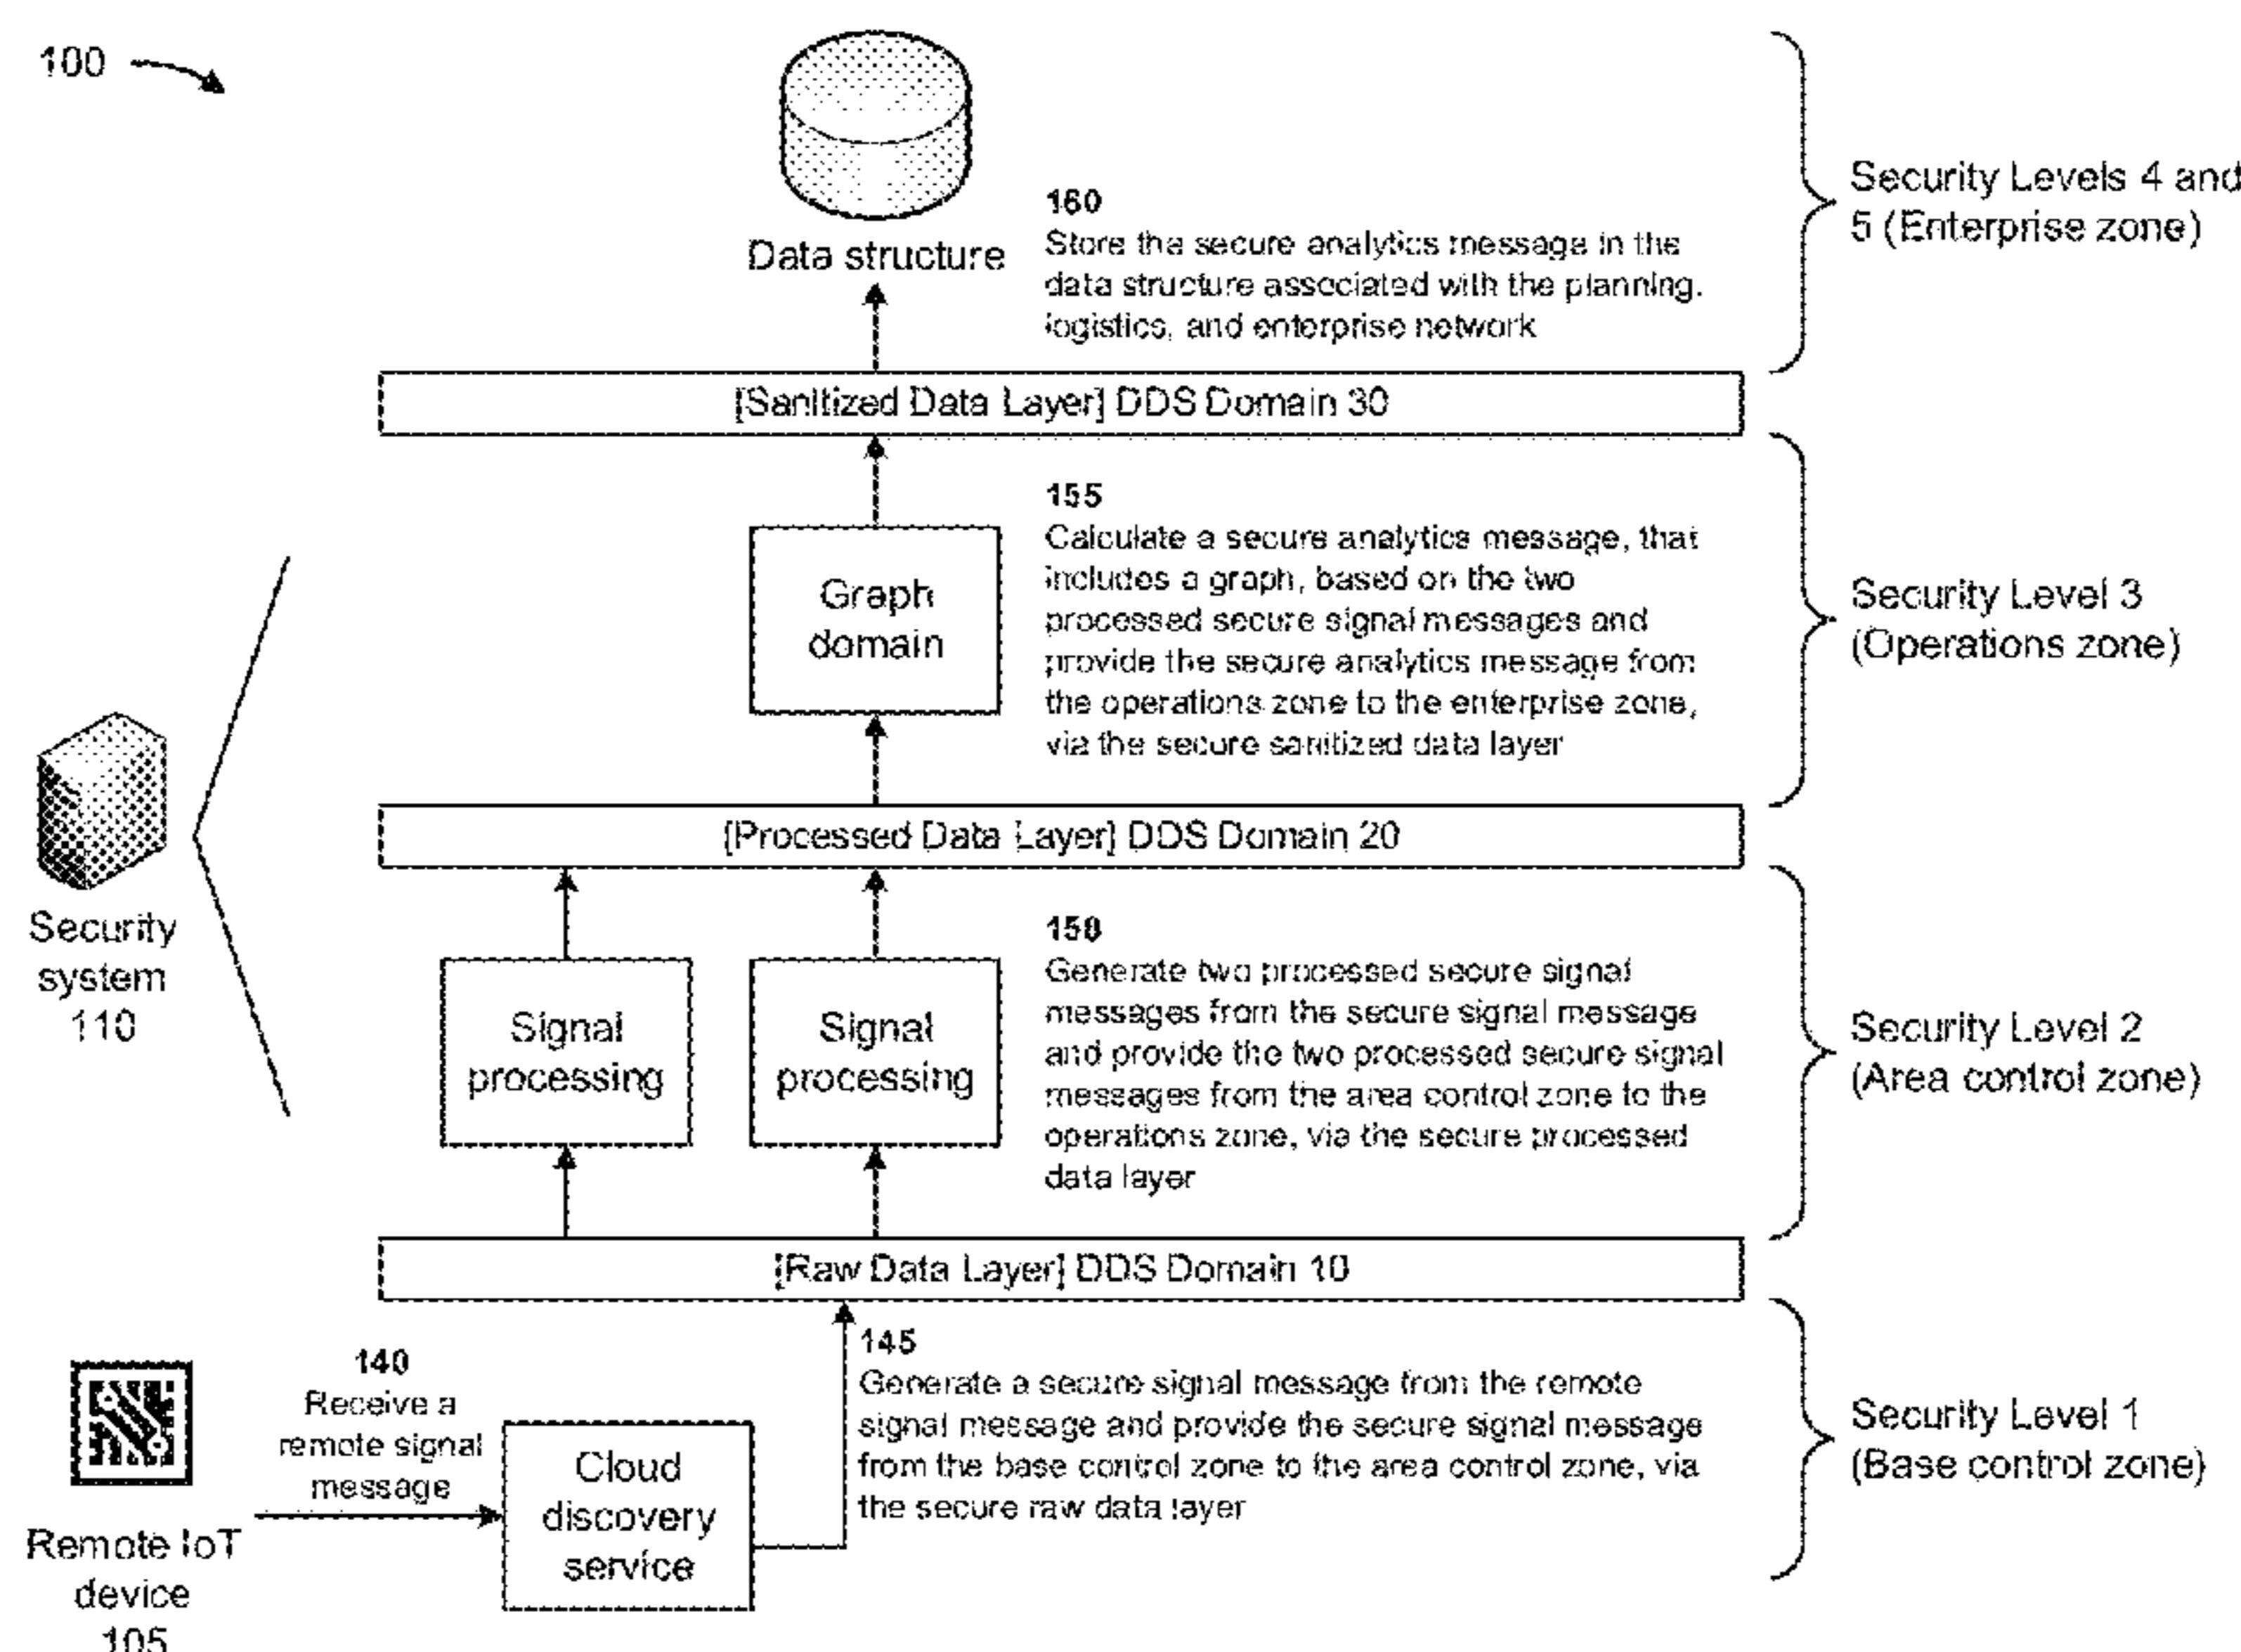 100
Data structure
160
Store the secure analytics message in the
data structure associated with the planning,
logistics, and enterprise network
Security Levels 4 and
5 (Enterprise zone)
[Sanitized Data Layer] DDS Domain 30
Graph
domain
155
Calculate a secure analytics message, that
includes a graph, based on the two
processed secure signal messages and
provide the secure analytics message from
the operations zone to the enterprise zone,
via the secure sanitized data layer
Security Level 3
(Operations zone)
[Processed Data Layer] DDS Domain 20
Security
system
110
Signal
processing
Signal
processing
150
Generate two processed secure signal
messages from the secure signal message
and provide the two processed secure signal
messages from the area control zone to the
operations zone, via the secure processed
data layer
Security Level 2
(Area control zone)
[Raw Data Layer] DDS Domain 10
Remote IoT
device
105
140
Receive a
remote signal
message
Cloud
discovery
service
145
Generate a secure signal message from the remote
signal message and provide the secure signal message
from the base control zone to the area control zone, via
the secure raw data layer
Security Level 1
(Base control zone)